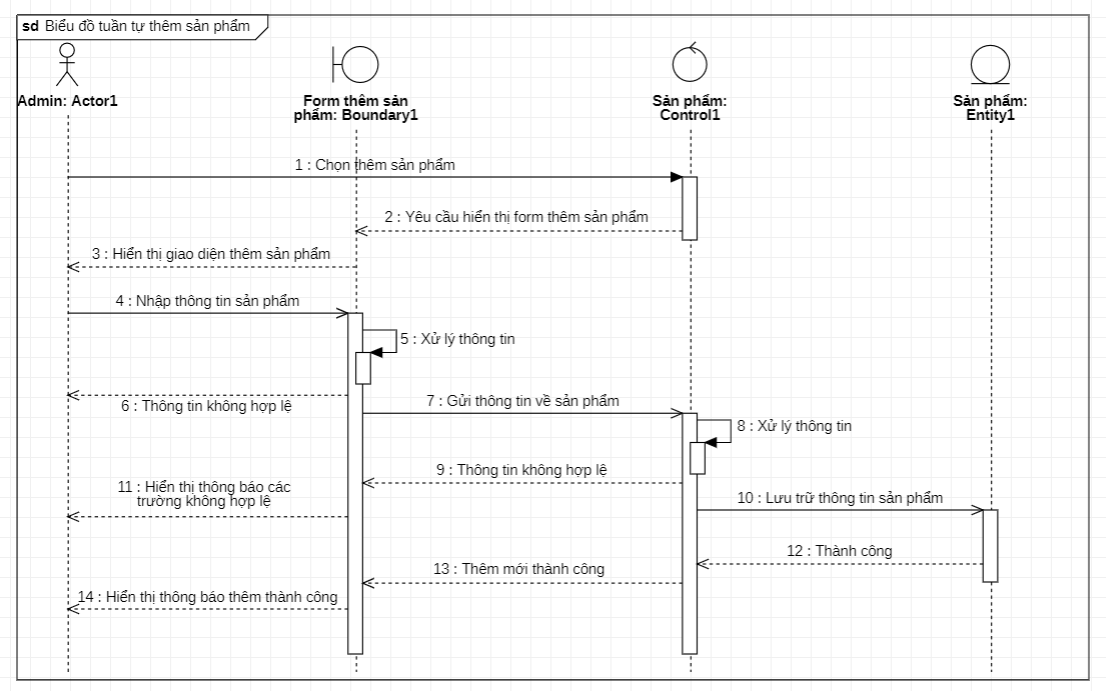 sd Biểu đồ tuần tự thêm sản phẩm
Admin: Actor1
Form thêm sản
phẩm: Boundary1
Sản phẩm:
Control1
Sản phẩm:
Entity1
1 : Chọn thêm sản phẩm
2 : Yêu cầu hiển thị form thêm sản phẩm
3 : Hiển thị giao diện thêm sản phẩm
4 : Nhập thông tin sản phẩm
5 : Xử lý thông tin
6 : Thông tin không hợp lệ
7 : Gửi thông tin về sản phẩm
8 : Xử lý thông tin
9 : Thông tin không hợp lệ
11 : Hiển thị thông báo các
trường không hợp lệ
10 : Lưu trữ thông tin sản phẩm
12 : Thành công
13 : Thêm mới thành công
14 : Hiển thị thông báo thêm thành công